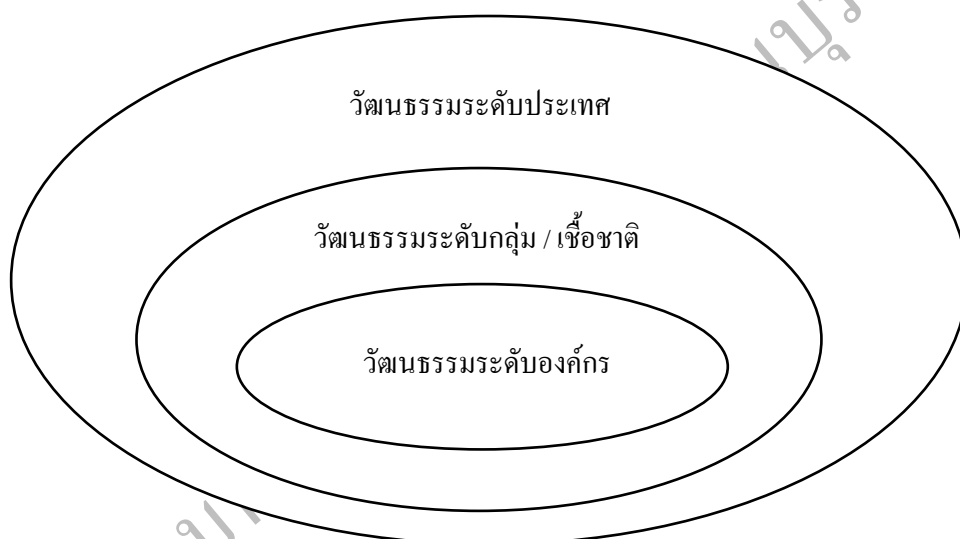 วัฒนธรรมระดับประเทศ
วัฒนธรรมระดับกลุ่ม / เชื้อชาติ
วัฒนธรรมระดับองค์กร